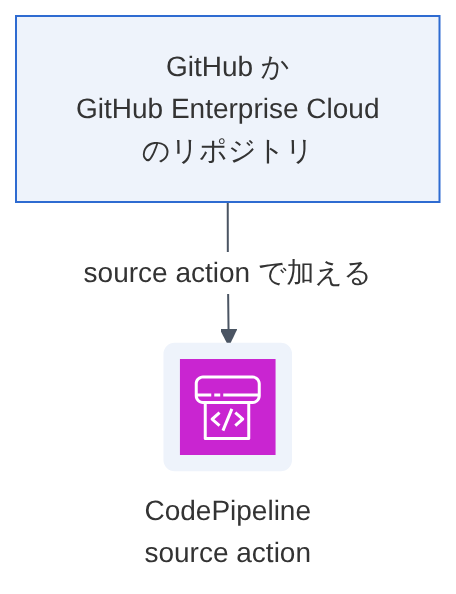 GitHub か
GitHub Enterprise Cloud
のリポジトリ
source action で加える
</>
CodePipeline
source action